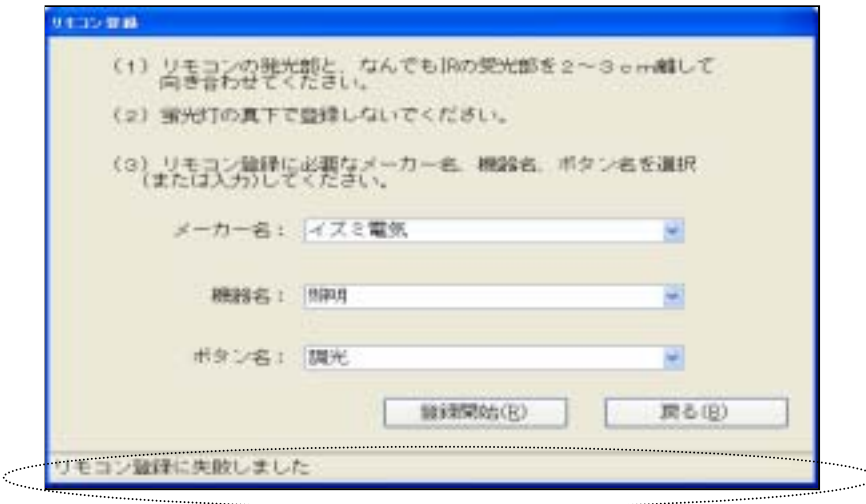 リモコン登録
(1) リモコンの発光部と、なんでもIRの受光部を2~3cm離して
向き合わせてください。
(2) 蛍光灯の真下で登録しないでください。
(3) リモコン登録に必要なメーカー名、機器名、ボタン名を選択
(または入力)してください。
メーカー名: イズミ電気
機器名: 照明
ボタン名: 調光
登録開始(R) 戻る(B)
リモコン登録に失敗しました